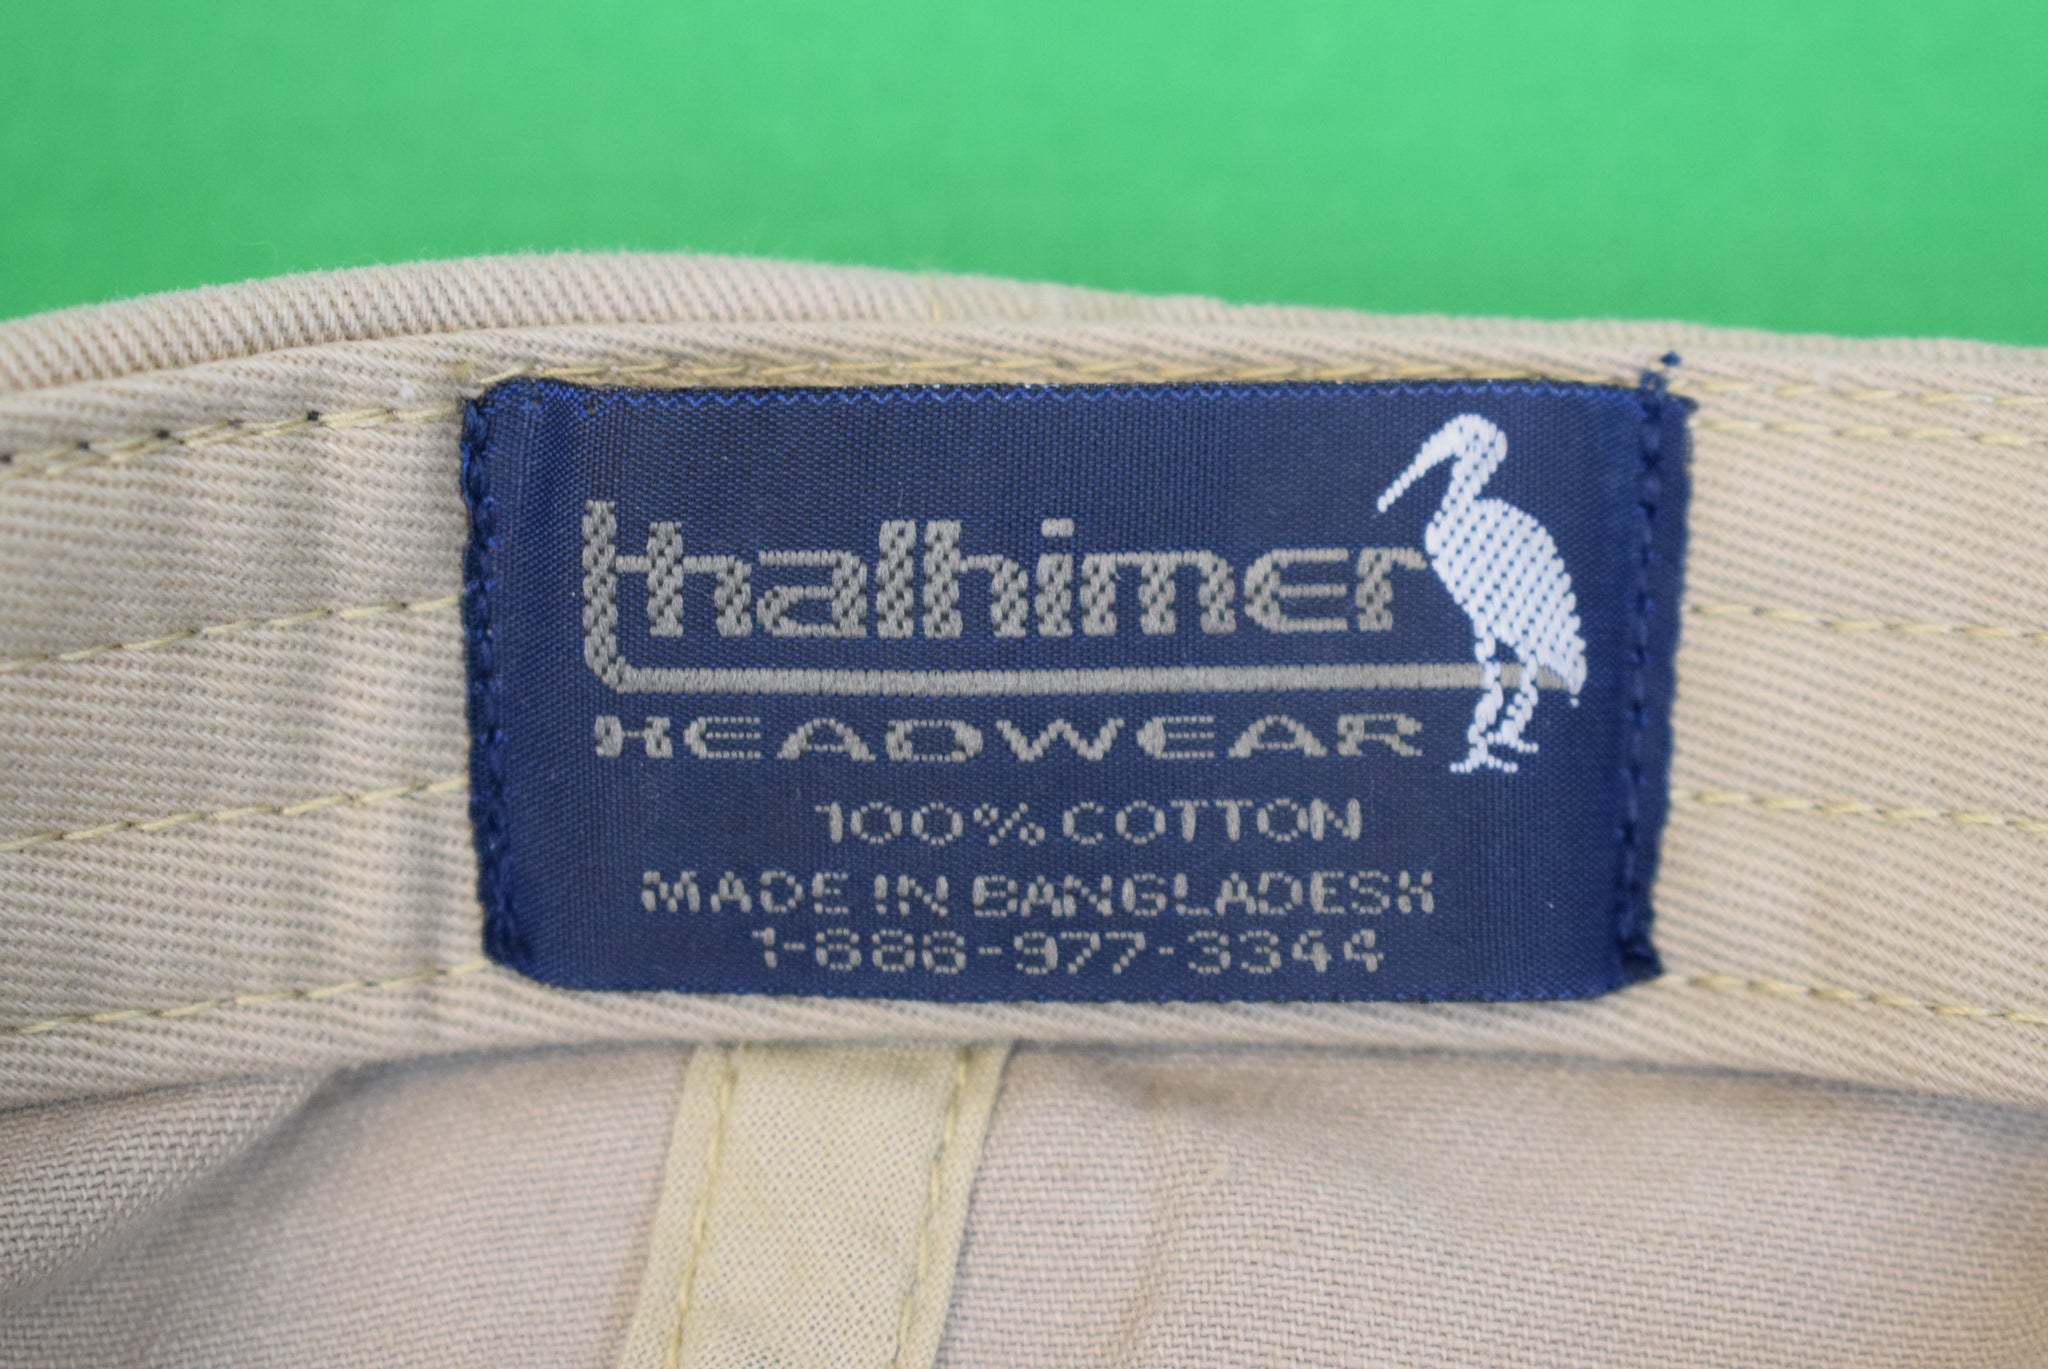 thalhimer
HEADWEAR
100% COTTON
MADE IN BANGLADESH
1-888-977-3344